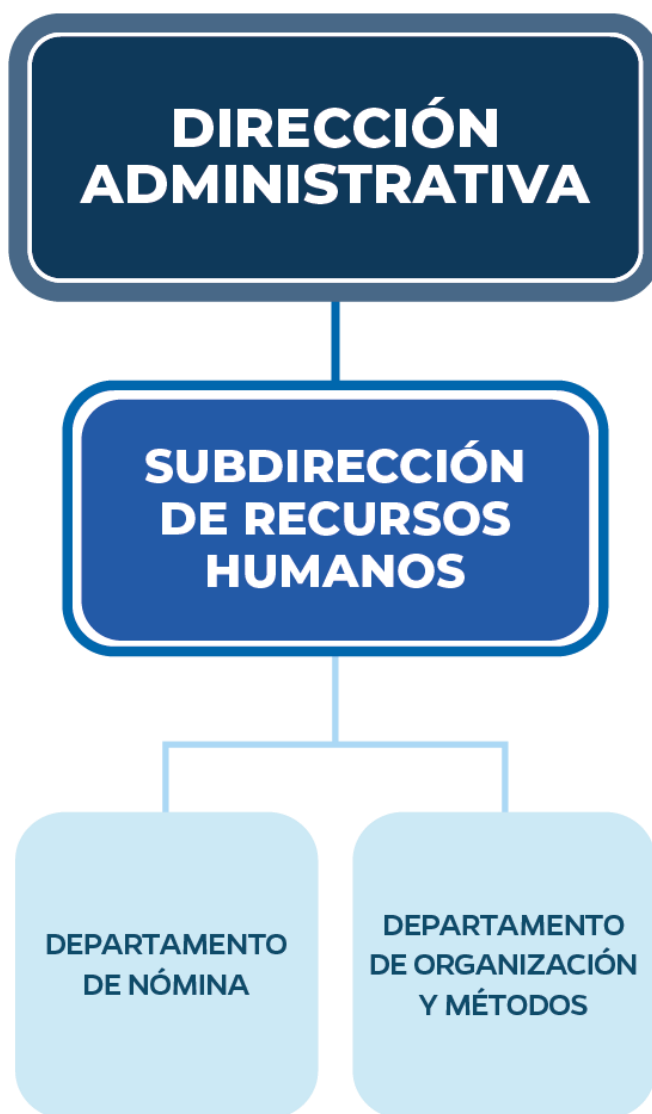 DIRECCIÓN
ADMINISTRATIVA
SUBDIRECCIÓN
DE RECURSOS
HUMANOS
DEPARTAMENTO
DE NÓMINA
DEPARTAMENTO
DE ORGANIZACIÓN
Y MÉTODOS